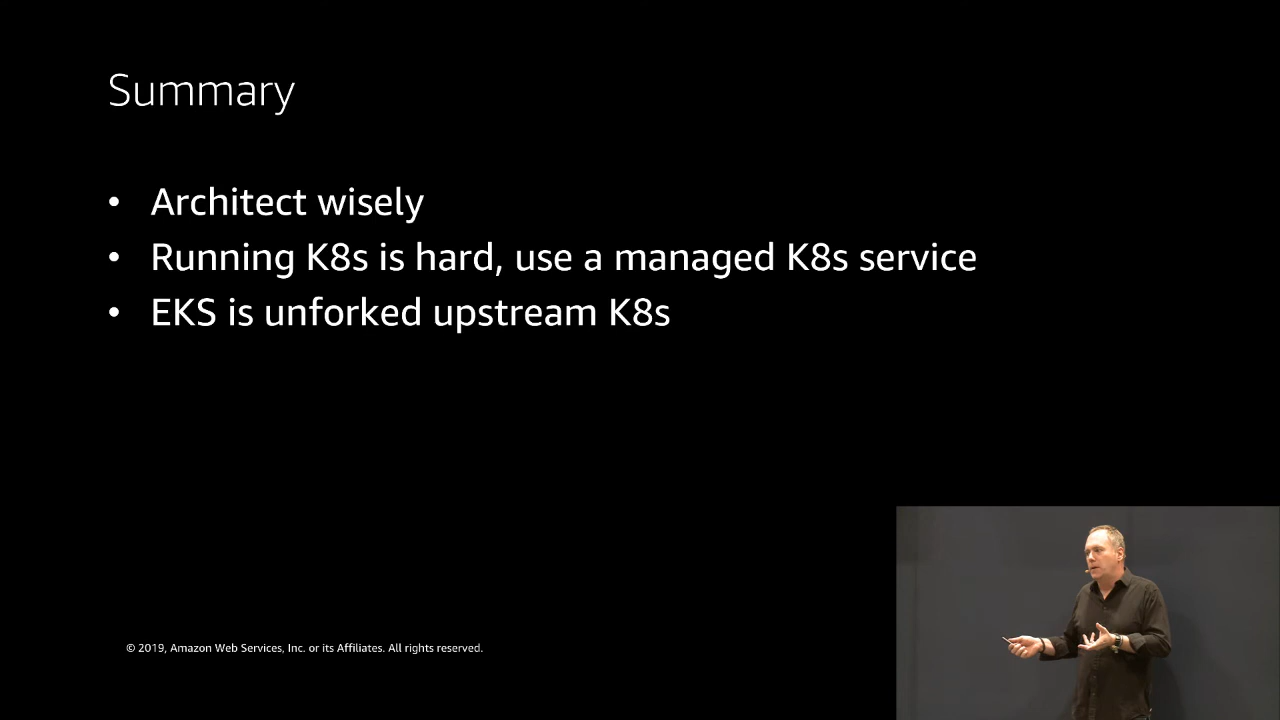 Summary
• Architect wisely
• Running K8s is hard, use a managed K8s service
• EKS is unforked upstream K8s
© 2019, Amazon Web Services, Inc. or its Affiliates. All rights reserved.